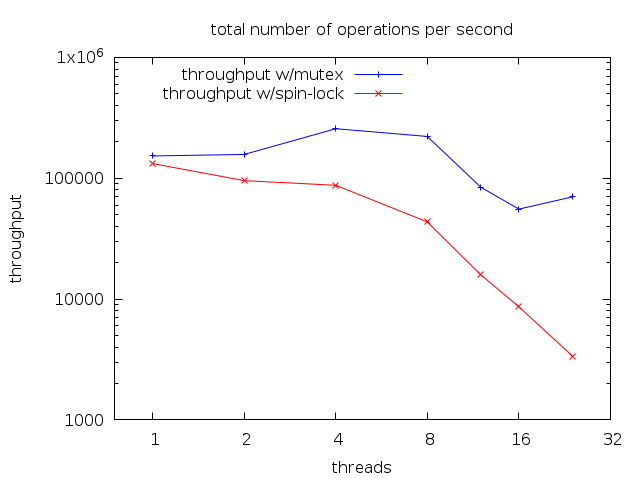 total number of operations per second
1x10⁶
throughput w/mutex
throughput w/spin-lock
100000
throughput
10000
1000
1 2 4 8 16 32
threads